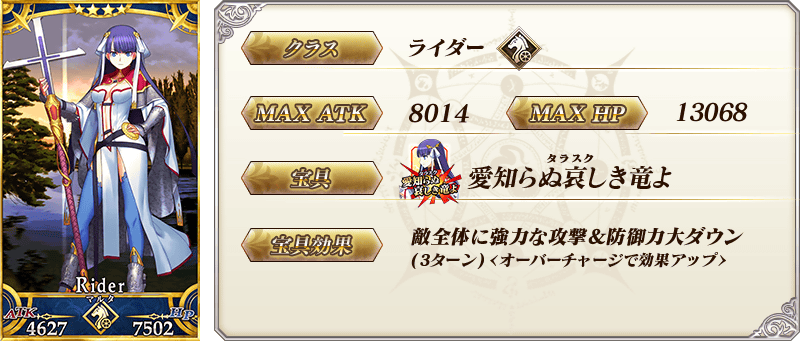 Rider
マルタ
ATK
HP
4627
7502
クラス
ライダー
MAX ATK
8014
MAX HP
13068
宝具
タラスク
愛知らぬ
哀しき竜よ
タラスク
愛知らぬ哀しき竜よ
宝具効果
敵全体に強力な攻撃&防御力大ダウン
(3ターン)<オーバーチャージで効果アップ>